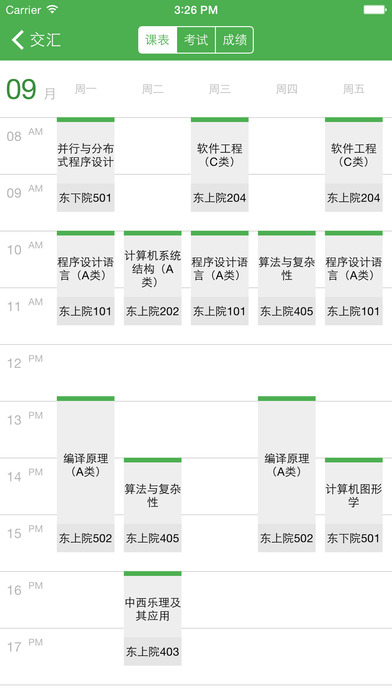 Carrier 3:26 PM
交汇 课表 考试 成绩
09 月 周一 周二 周三 周四 周五
08 AM
并行与分布
式程序设计
东下院501
软件工程
（C类）
东上院204
软件工程
（C类）
东上院204
09 AM
10 AM
程序设计语
言（A类）
东上院101
计算机系统
结构（A
类）
东上院202
程序设计语
言（A类）
东上院101
算法与复杂
性
东上院405
程序设计语
言（A类）
东上院101
11 AM
12 PM
13 PM
编译原理
（A类）
东上院502
编译原理
（A类）
东上院502
14 PM
算法与复杂
性
东上院405
计算机图形
学
东下院501
15 PM
16 PM
中西乐理及
其应用
东上院403
17 PM